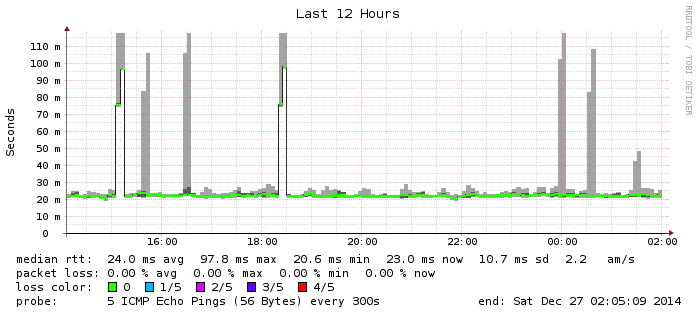 Last 12 Hours
RRDTOOL / TOBI OETIKER
Seconds
110 m
100 m
90 m
80 m
70 m
60 m
50 m
40 m
30 m
20 m
10 m
0
16:00 18:00 20:00 22:00 00:00 02:00
median rtt: 24.0 ms avg 97.8 ms max 20.6 ms min 23.0 ms now 10.7 ms sd 2.2 am/s
packet loss: 0.00 % avg 0.00 % max 0.00 % min 0.00 % now
loss color: 0 1/5 2/5 3/5 4/5
probe: 5 ICMP Echo Pings (56 Bytes) every 300s end: Sat Dec 27 02:05:09 2014